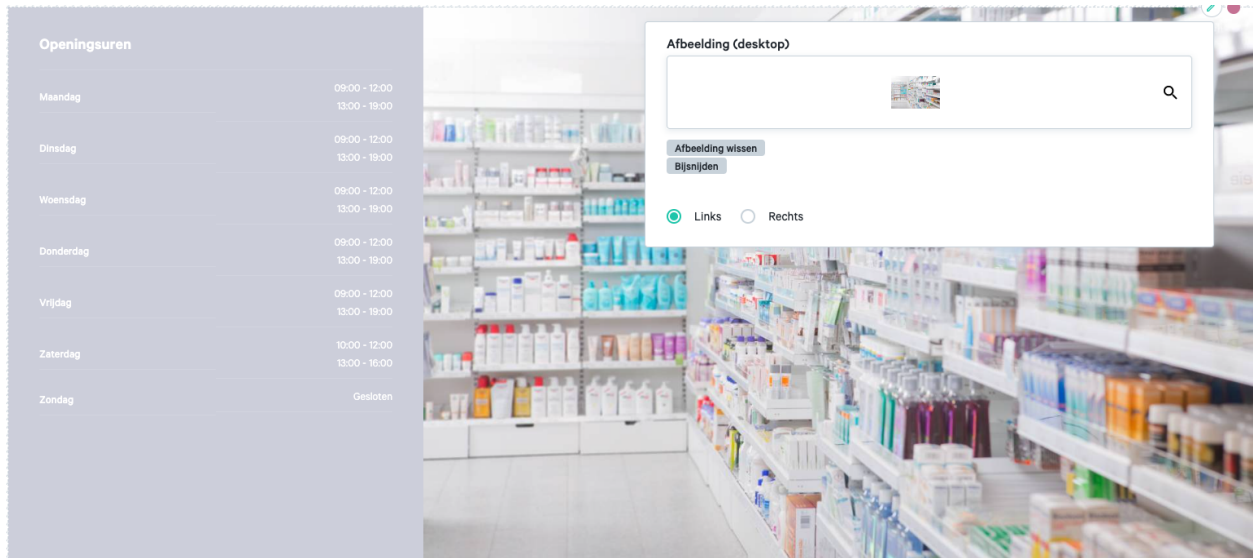 Openingsuren
Maandag
09:00 - 12:00
13:00 - 19:00
Dinsdag
09:00 - 12:00
13:00 - 19:00
Woensdag
09:00 - 12:00
13:00 - 19:00
Donderdag
09:00 - 12:00
13:00 - 19:00
Vrijdag
09:00 - 12:00
13:00 - 19:00
Zaterdag
10:00 - 12:00
13:00 - 16:00
Zondag
Gesloten
Afbeelding (desktop)
Afbeelding wissen
Bijsnijden
Links Rechts